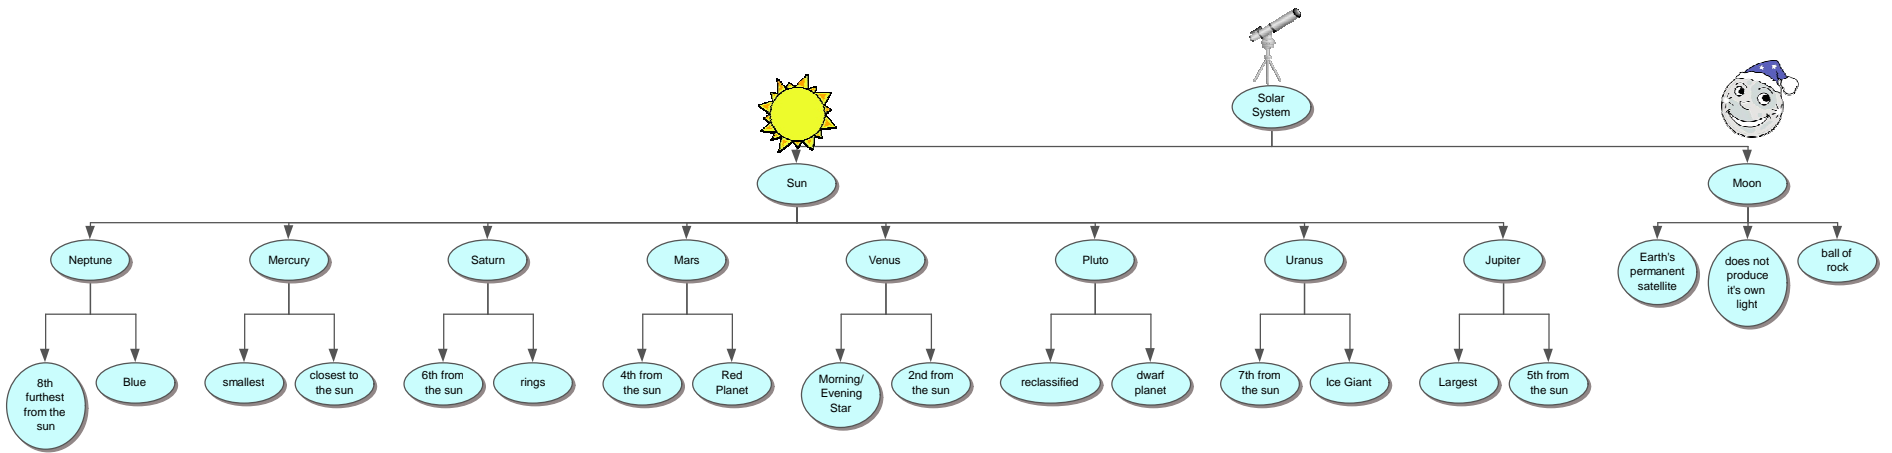 Solar
System
Sun
Moon
Neptune
Mercury
Saturn
Mars
Venus
Pluto
Uranus
Jupiter
Earth's
permanent
satellite
does not
produce
it's own
light
ball of
rock
8th
furthest
from the
sun
Blue
smallest
closest to
the sun
6th from
the sun
rings
4th from
the sun
Red
Planet
Morning/
Evening
Star
2nd from
the sun
reclassified
dwarf
planet
7th from
the sun
Ice Giant
Largest
5th from
the sun